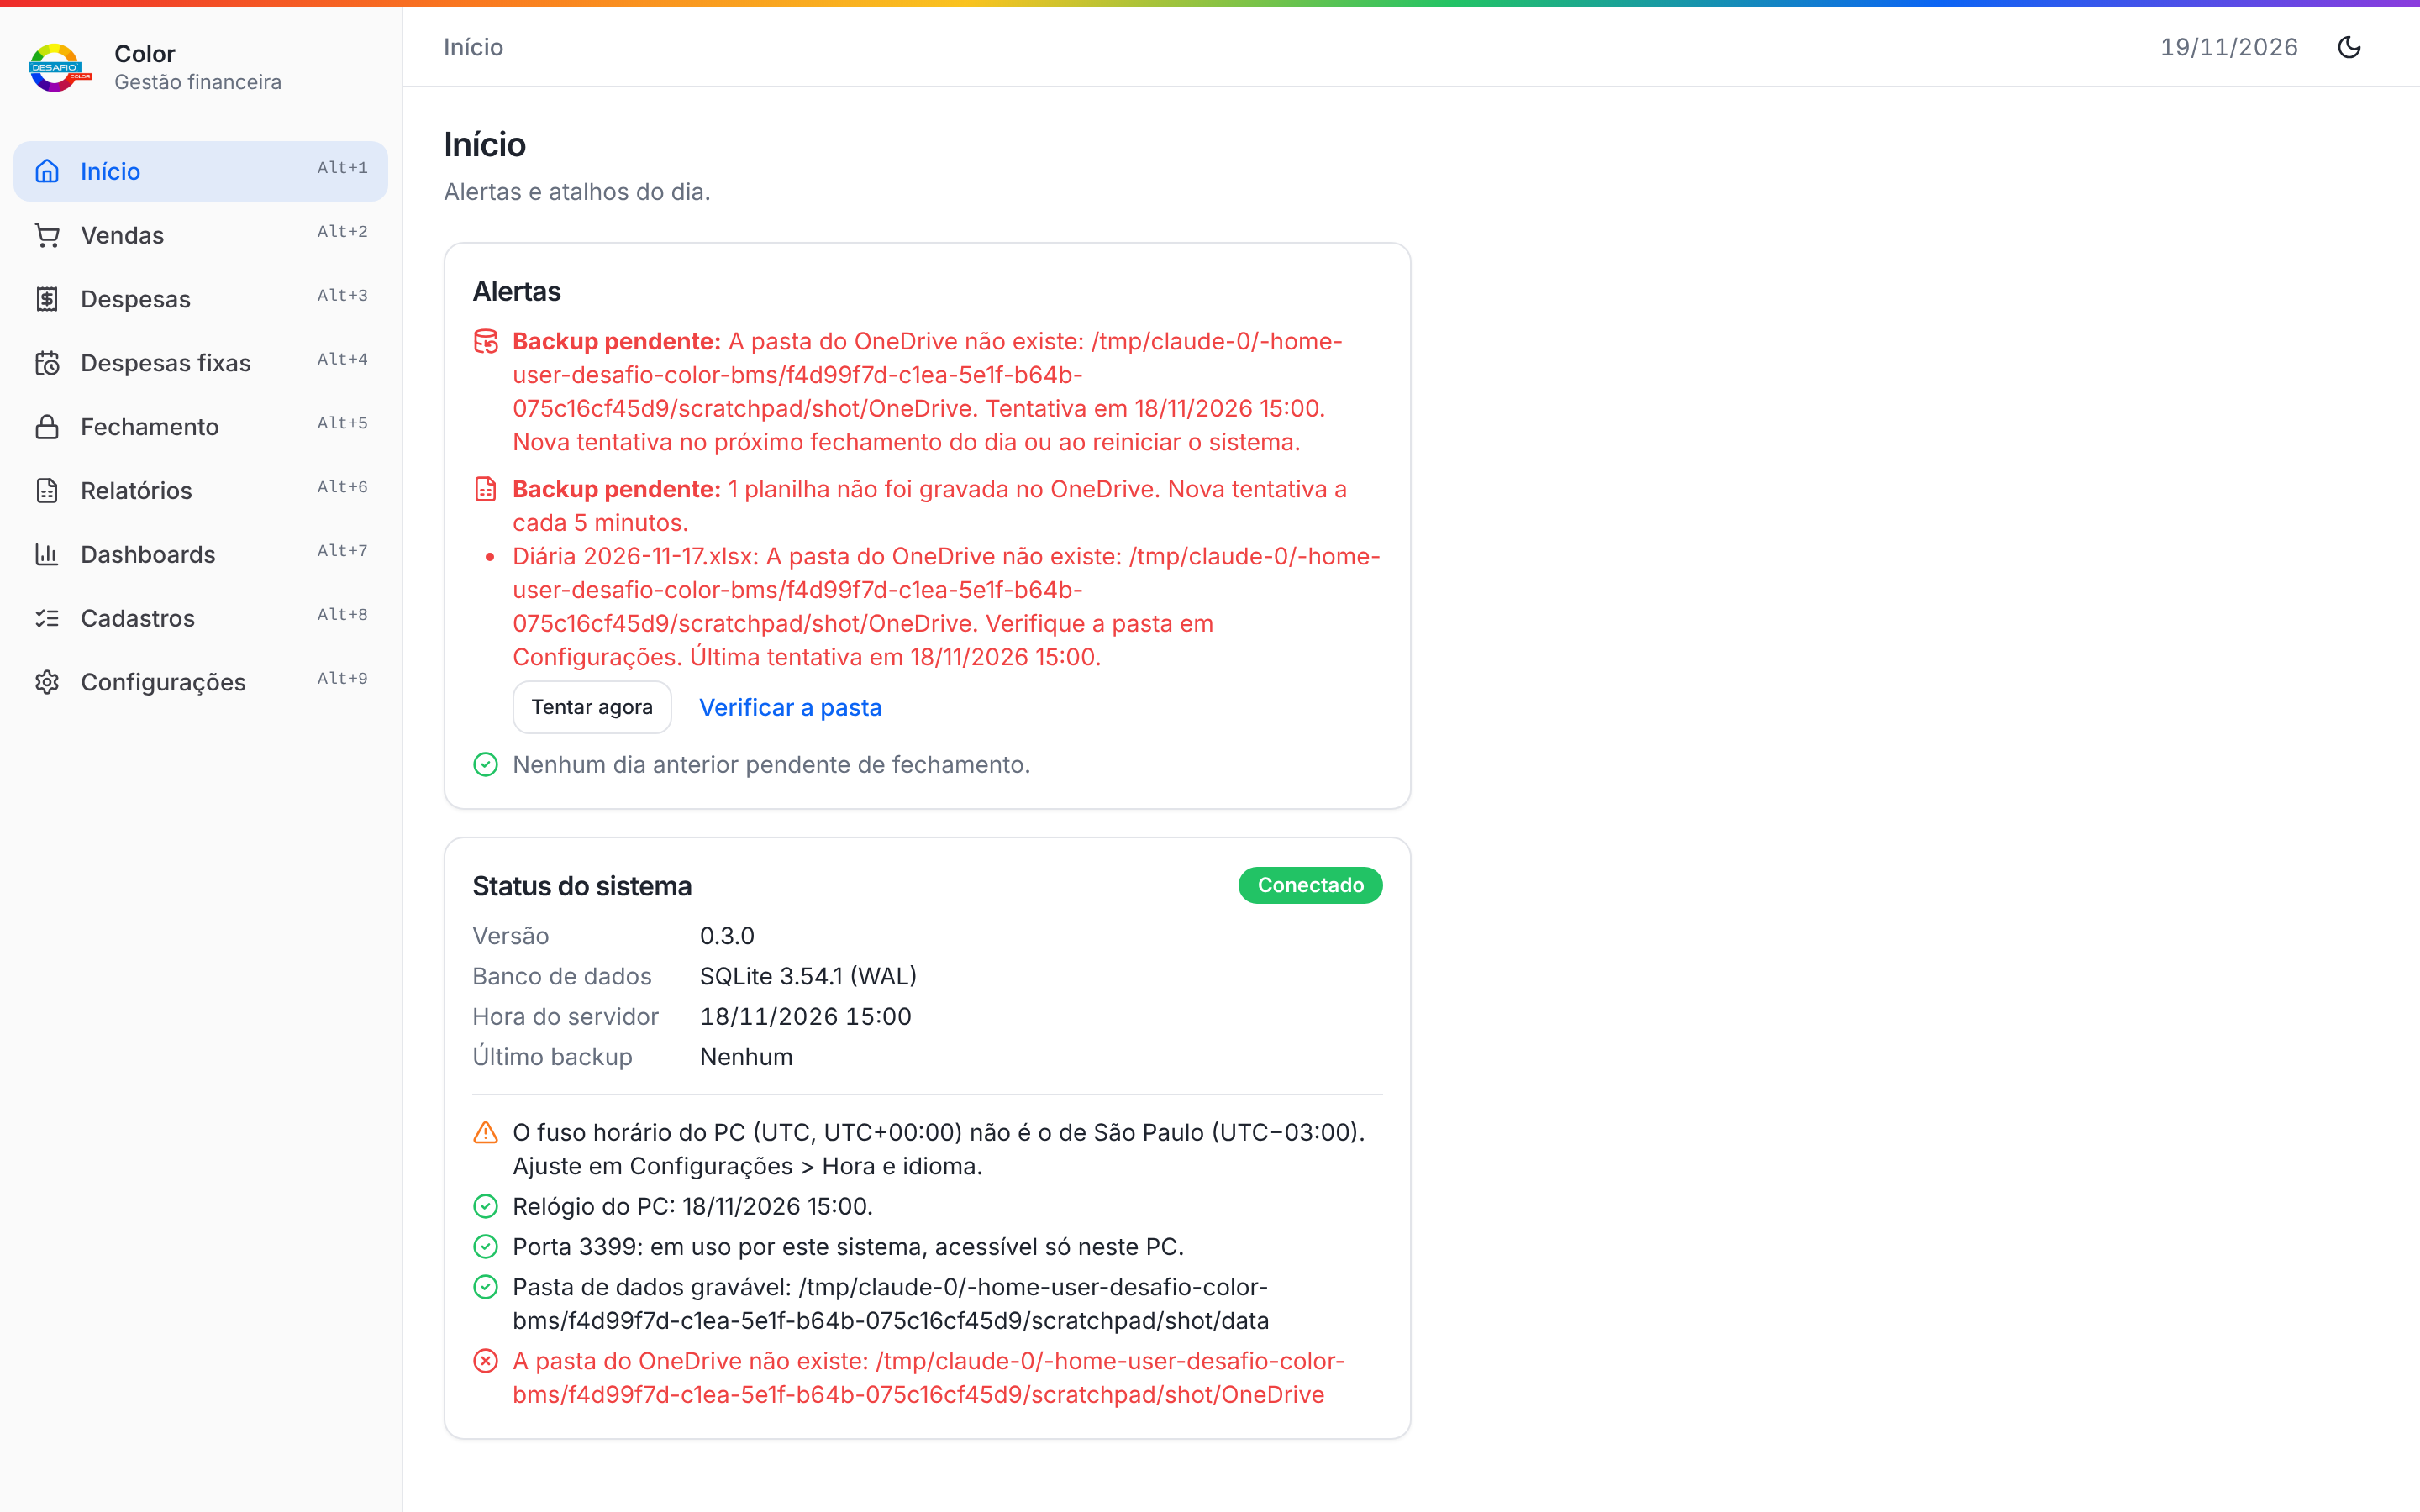 DESAFIO
COLOR
Color
Gestão financeira
Início Alt+1
Vendas Alt+2
Despesas Alt+3
Despesas fixas Alt+4
Fechamento Alt+5
Relatórios Alt+6
Dashboards Alt+7
Cadastros Alt+8
Configurações Alt+9
Início
19/11/2026
Início
Alertas e atalhos do dia.
Alertas
Backup pendente: A pasta do OneDrive não existe: /tmp/claude-0/-home-
user-desafio-color-bms/f4d99f7d-c1ea-5e1f-b64b-
075c16cf45d9/scratchpad/shot/OneDrive. Tentativa em 18/11/2026 15:00.
Nova tentativa no próximo fechamento do dia ou ao reiniciar o sistema.
Backup pendente: 1 planilha não foi gravada no OneDrive. Nova tentativa a
cada 5 minutos.
• Diária 2026-11-17.xlsx: A pasta do OneDrive não existe: /tmp/claude-0/-home-
user-desafio-color-bms/f4d99f7d-c1ea-5e1f-b64b-
075c16cf45d9/scratchpad/shot/OneDrive. Verifique a pasta em
Configurações. Última tentativa em 18/11/2026 15:00.
Tentar agora Verificar a pasta
Nenhum dia anterior pendente de fechamento.
Status do sistema Conectado
Versão 0.3.0
Banco de dados SQLite 3.54.1 (WAL)
Hora do servidor 18/11/2026 15:00
Último backup Nenhum
O fuso horário do PC (UTC, UTC+00:00) não é o de São Paulo (UTC−03:00).
Ajuste em Configurações > Hora e idioma.
Relógio do PC: 18/11/2026 15:00.
Porta 3399: em uso por este sistema, acessível só neste PC.
Pasta de dados gravável: /tmp/claude-0/-home-user-desafio-color-
bms/f4d99f7d-c1ea-5e1f-b64b-075c16cf45d9/scratchpad/shot/data
A pasta do OneDrive não existe: /tmp/claude-0/-home-user-desafio-color-
bms/f4d99f7d-c1ea-5e1f-b64b-075c16cf45d9/scratchpad/shot/OneDrive